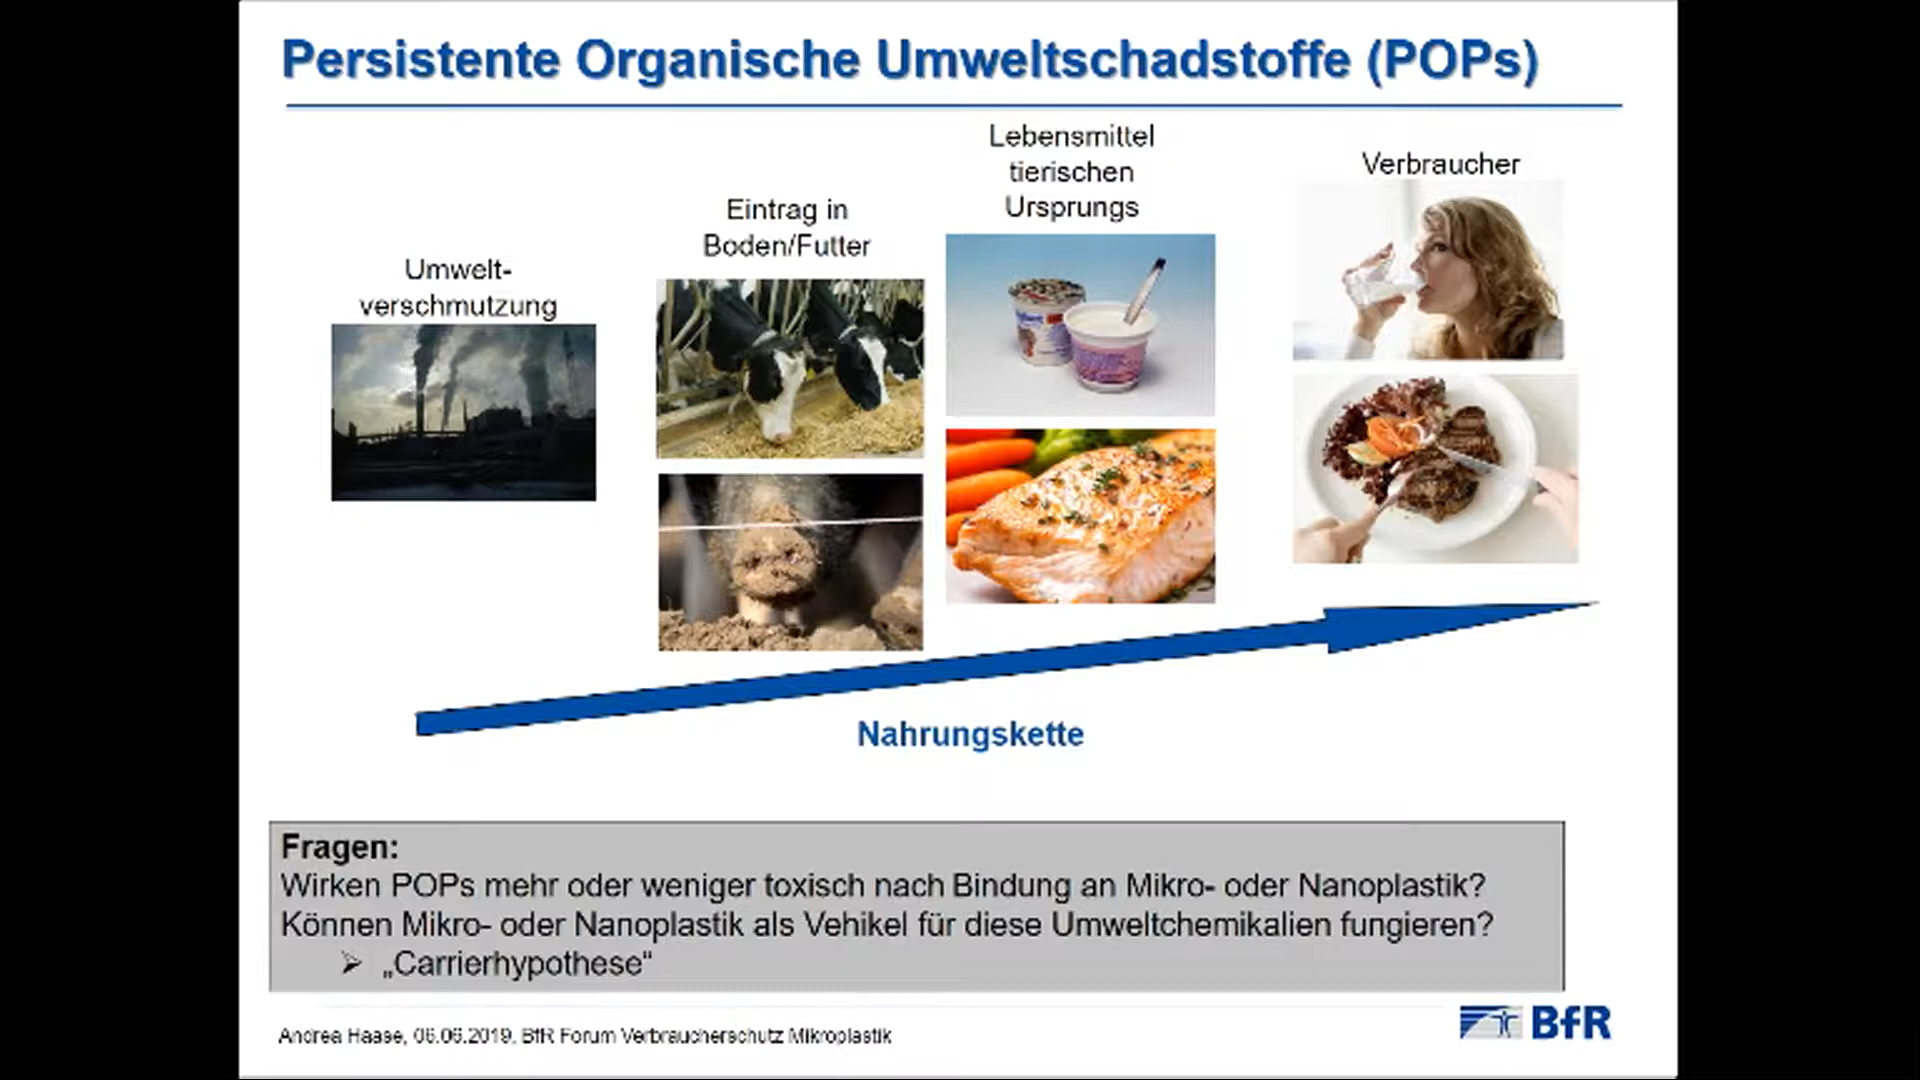 Persistente Organische Umweltschadstoffe (POPs)
Umwelt-
verschmutzung
Eintrag in
Boden/Futter
Lebensmittel
tierischen
Ursprungs
Verbraucher
Nahrungskette
Fragen:
Wirken POPs mehr oder weniger toxisch nach Bindung an Mikro- oder Nanoplastik?
Können Mikro- oder Nanoplastik als Vehikel für diese Umweltchemikalien fungieren?
➢ „Carrierhypothese“
Andrea Haase, 06.06.2019, BfR Forum Verbraucherschutz Mikroplastik
BfR